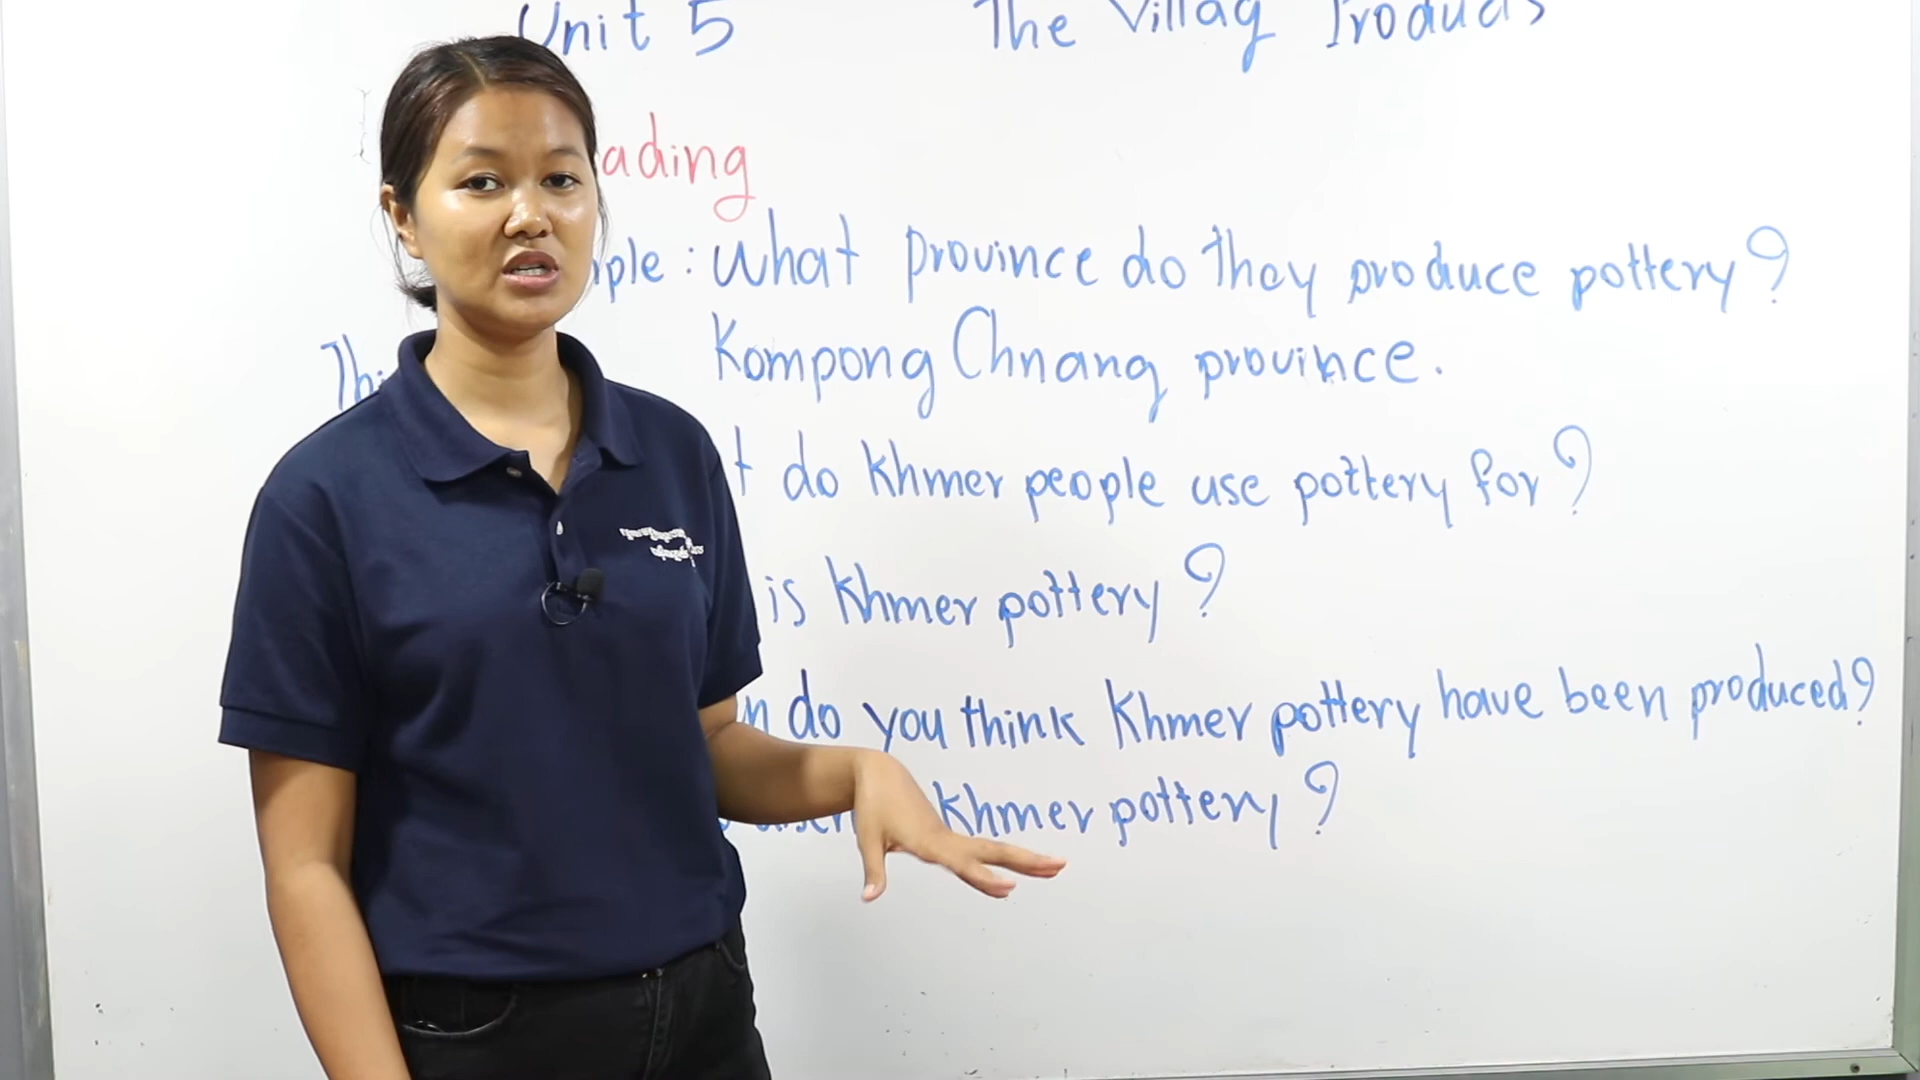 Unit 5 The Villag Products
ading
ple : What province do they produce pottery?
Thi Kompong Chnang province.
t do khmer people use pottery for?
is khmer pottery?
n do you think Khmer pottery have been produced?
Khmer pottery?